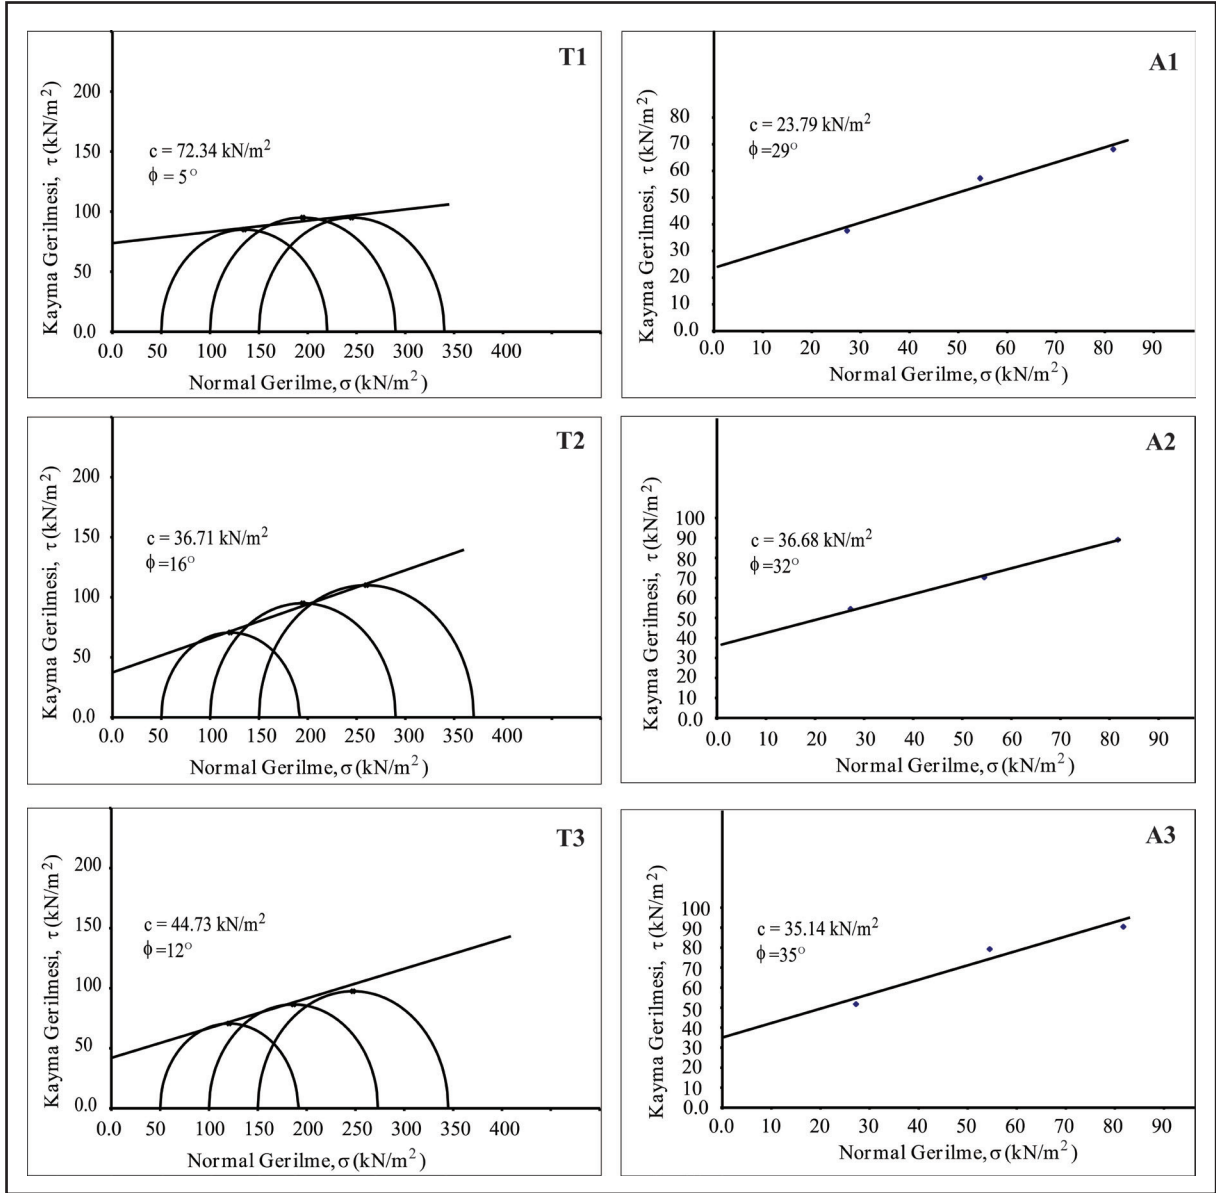 T1
Kayma Gerilmesi, τ (kN/m²)
200
150
100
50
0.0
c = 72.34 kN/m²
ϕ = 5°
0.0 50 100 150 200 250 300 350 400
Normal Gerilme, σ (kN/m²)
A1
Kayma Gerilmesi, τ (kN/m²)
80
70
60
50
40
30
20
10
0.0
c = 23.79 kN/m²
ϕ =29°
0.0 10 20 30 40 50 60 70 80 90
Normal Gerilme, σ (kN/m²)
T2
Kayma Gerilmesi, τ (kN/m²)
200
150
100
50
0.0
c = 36.71 kN/m²
ϕ =16°
0.0 50 100 150 200 250 300 350 400
Normal Gerilme, σ (kN/m²)
A2
Kayma Gerilmesi, τ (kN/m²)
100
90
80
70
60
50
40
30
20
10
0.0
c = 36.68 kN/m²
ϕ =32°
0.0 10 20 30 40 50 60 70 80 90
Normal Gerilme, σ (kN/m²)
T3
Kayma Gerilmesi, τ (kN/m²)
200
150
100
50
0.0
c = 44.73 kN/m²
ϕ =12°
0.0 50 100 150 200 250 300 350 400
Normal Gerilme, σ (kN/m²)
A3
Kayma Gerilmesi, τ (kN/m²)
100
90
80
70
60
50
40
30
20
10
0.0
c = 35.14 kN/m²
ϕ =35°
0.0 10 20 30 40 50 60 70 80 90
Normal Gerilme, σ (kN/m²)